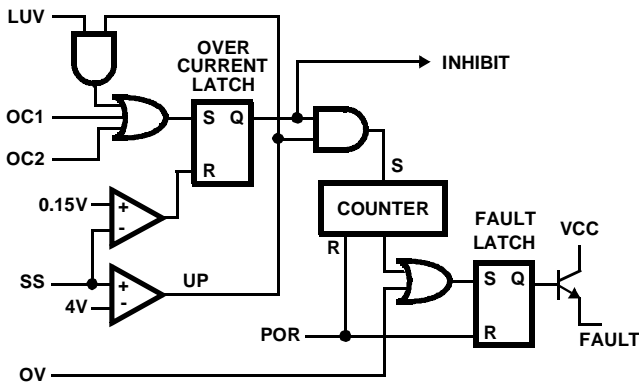 LUV
OVER
CURRENT
LATCH
INHIBIT
OC1
S Q
OC2
R
S
0.15V
+
-
COUNTER
FAULT
LATCH
VCC
R
SS
+
-
4V
UP
S Q
POR
R
FAULT
OV